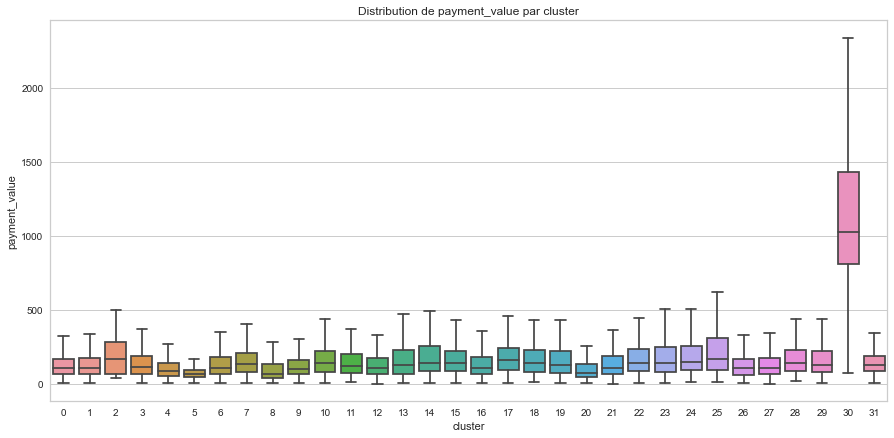 Distribution de payment_value par cluster
payment_value
2000
1500
1000
500
0
0 1 2 3 4 5 6 7 8 9 10 11 12 13 14 15 16 17 18 19 20 21 22 23 24 25 26 27 28 29 30 31
cluster